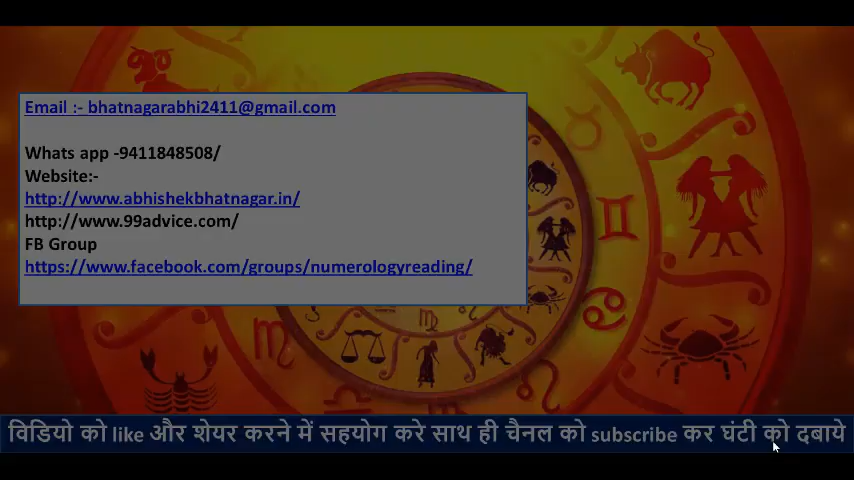 Email :- bhatnagarabhi2411@gmail.com
Whats app -9411848508/
Website:-
http://www.abhishekbhatnagar.in/
http://www.99advice.com/
FB Group
https://www.facebook.com/groups/numerologyreading/
विडियो को like और शेयर करने में सहयोग करे साथ ही चैनल को subscribe कर घंटी को दबाये